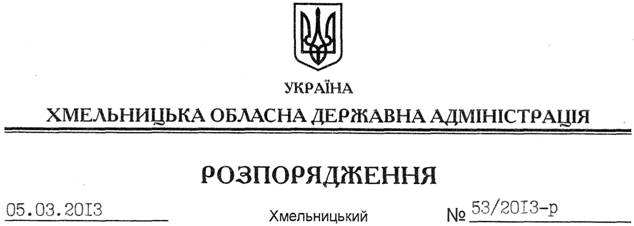 УКРАЇНА
ХМЕЛЬНИЦЬКА ОБЛАСНА ДЕРЖАВНА АДМІНІСТРАЦІЯ
РОЗПОРЯДЖЕННЯ
05.03.2013 Хмельницький № 53/2013-р